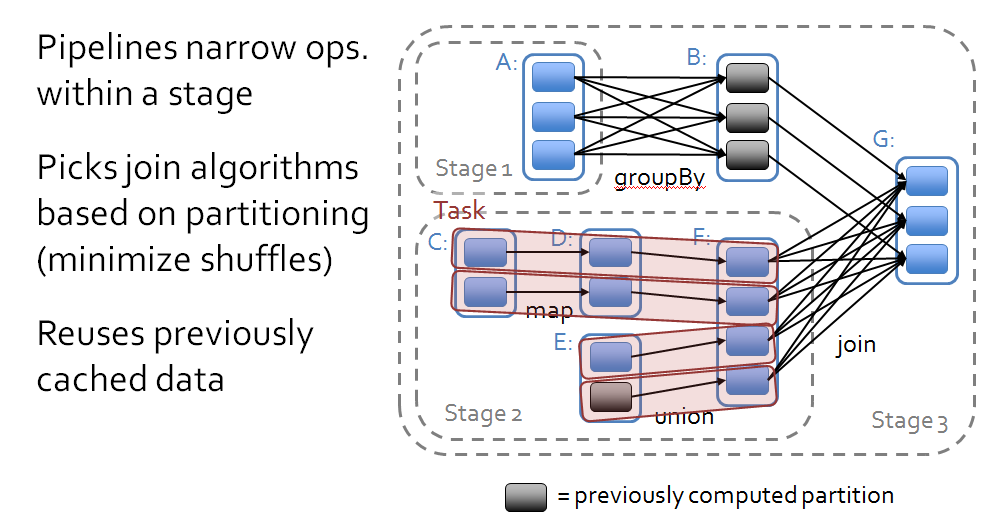 Pipelines narrow ops.
within a stage
Picks join algorithms
based on partitioning
(minimize shuffles)
Reuses previously
cached data
A:
B:
G:
Stage 1
groupBy
Task
C:
D:
F:
map
E:
join
Stage 2
union
Stage 3
= previously computed partition